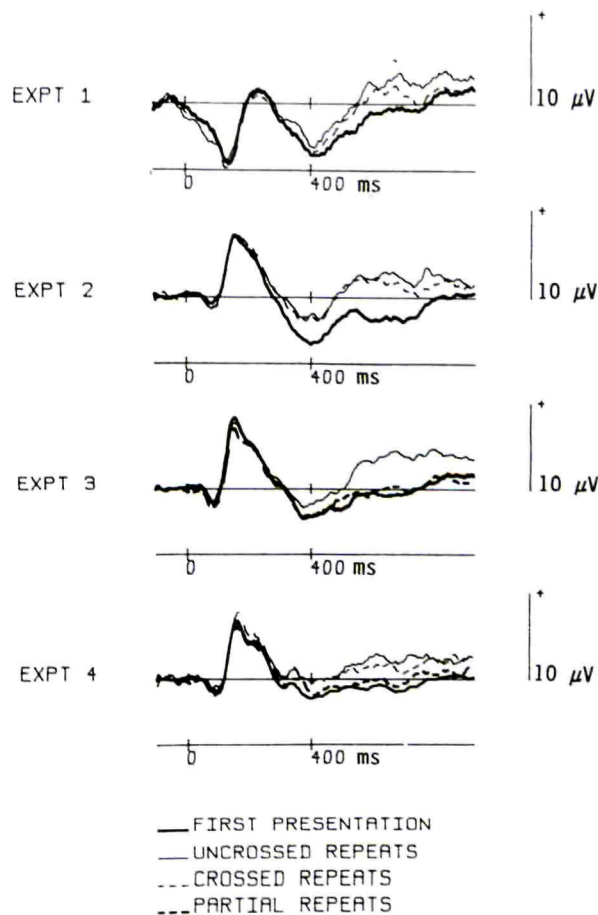 +
EXPT 1
10 µV
0 400 ms
+
EXPT 2
10 µV
0 400 ms
+
EXPT 3
10 µV
0 400 ms
+
EXPT 4
10 µV
0 400 ms
FIRST PRESENTATION
UNCROSSED REPEATS
CROSSED REPEATS
PARTIAL REPEATS